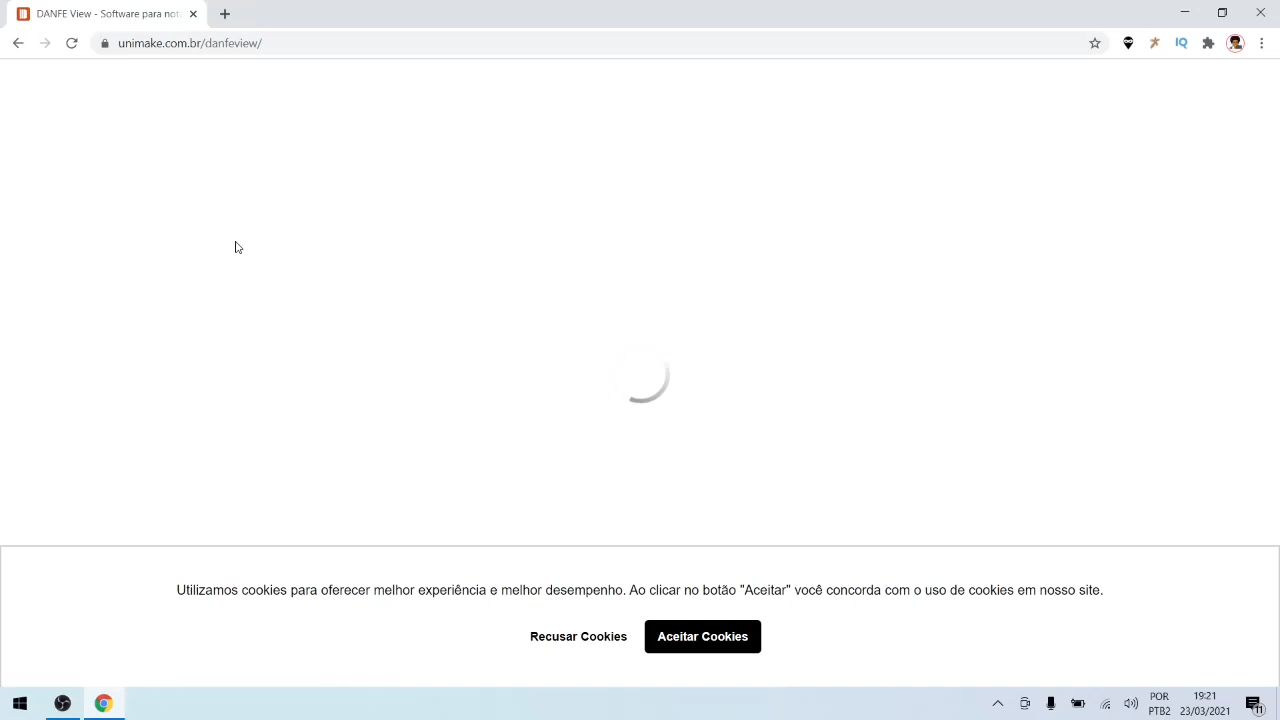 DANFE View - Software para not
unimake.com.br/danfeview/
IQ
Utilizamos cookies para oferecer melhor experiência e melhor desempenho. Ao clicar no botão "Aceitar" você concorda com o uso de cookies em nosso site.
Recusar Cookies
Aceitar Cookies
POR
PTB2
19:21
23/03/2021
11